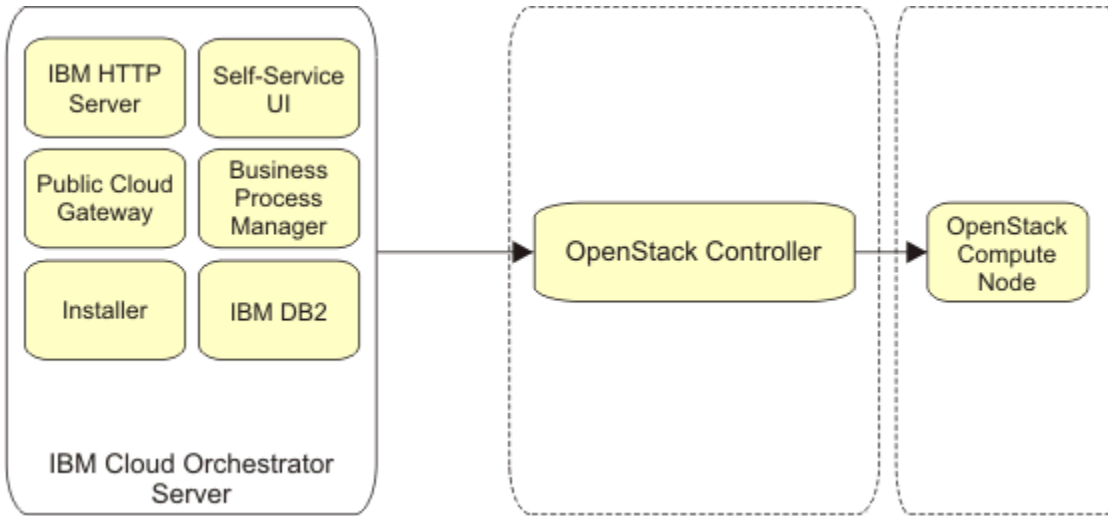 IBM HTTP
Server
Self-Service
UI
Public Cloud
Gateway
Business
Process
Manager
Installer
IBM DB2
IBM Cloud Orchestrator
Server
OpenStack Controller
OpenStack
Compute
Node